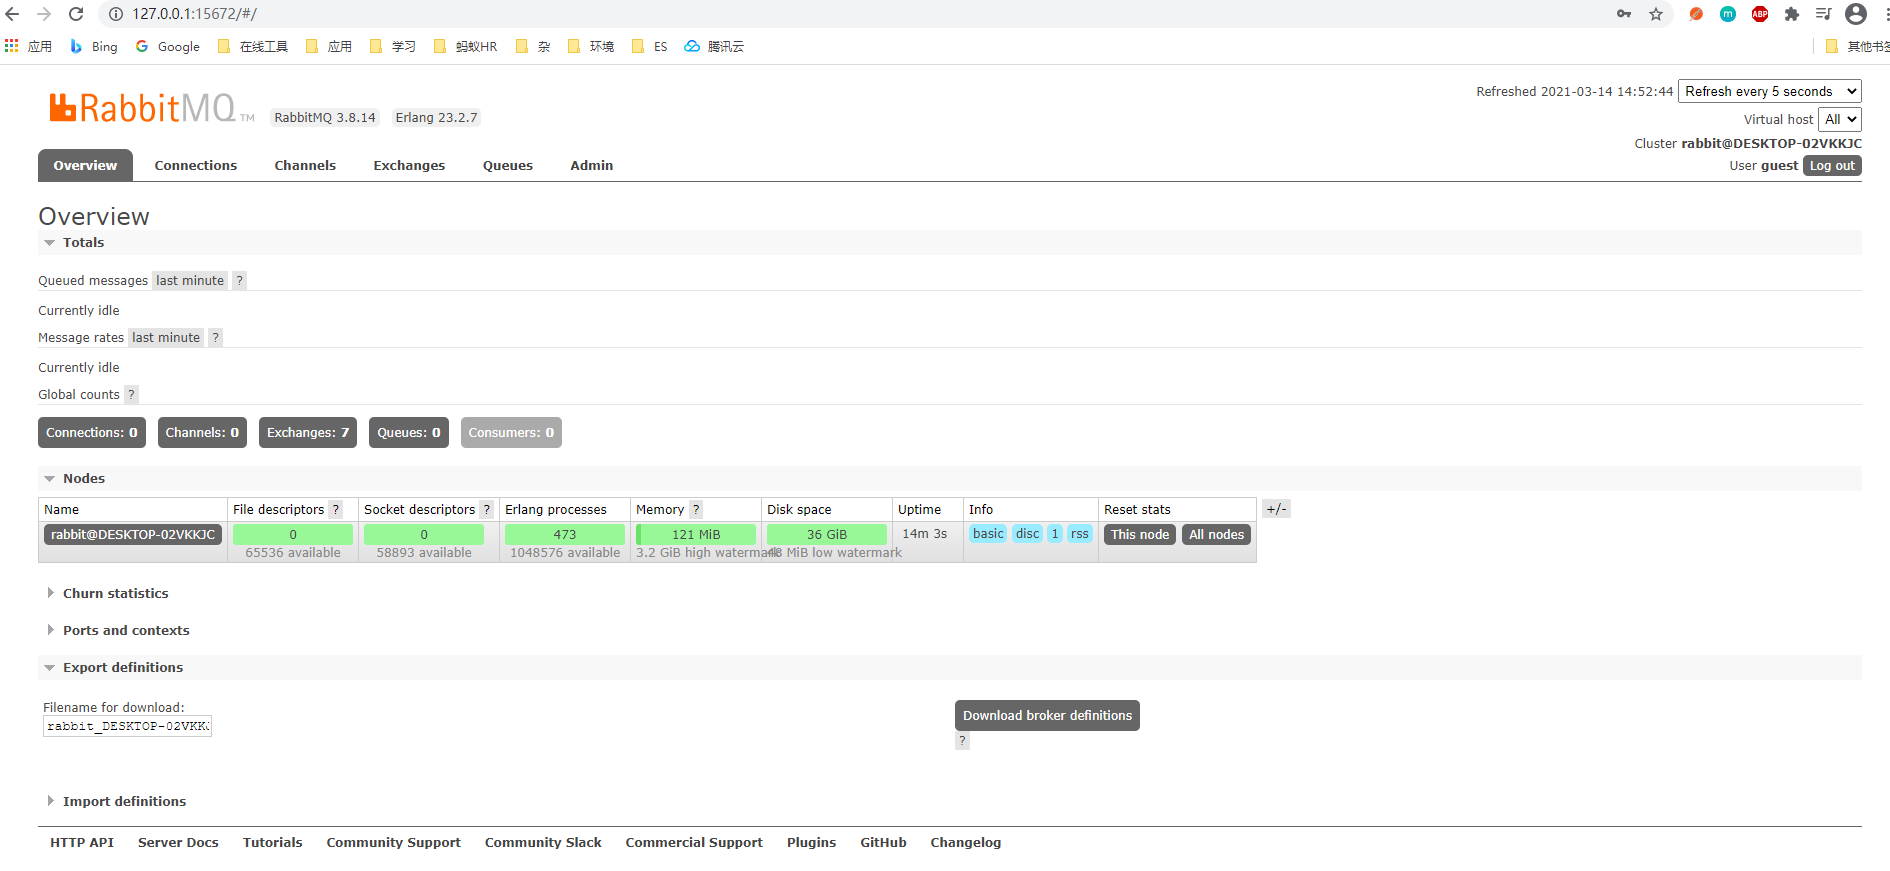 127.0.0.1:15672/#/
m ABP
应用 Bing Google 在线工具 应用 学习 蚂蚁HR 杂 环境 ES 腾讯云 其他书签
RabbitMQ TM RabbitMQ 3.8.14 Erlang 23.2.7
Refreshed 2021-03-14 14:52:44 Refresh every 5 seconds
Virtual host All
Cluster rabbit@DESKTOP-02VKKJC
User guest Log out
Overview Connections Channels Exchanges Queues Admin
Overview
Totals
Queued messages last minute ?
Currently idle
Message rates last minute ?
Currently idle
Global counts ?
Connections: 0 Channels: 0 Exchanges: 7 Queues: 0 Consumers: 0
Nodes
Name File descriptors ? Socket descriptors ? Erlang processes Memory ? Disk space Uptime Info Reset stats +/-
rabbit@DESKTOP-02VKKJC 0 0 473 121 MiB 36 GiB 14m 3s basic disc 1 rss This node All nodes
65536 available 58893 available 1048576 available 3.2 GiB high watermark 48 MiB low watermark
Churn statistics
Ports and contexts
Export definitions
Filename for download:
rabbit_DESKTOP-02VKKJ
Download broker definitions
?
Import definitions
HTTP API Server Docs Tutorials Community Support Community Slack Commercial Support Plugins GitHub Changelog